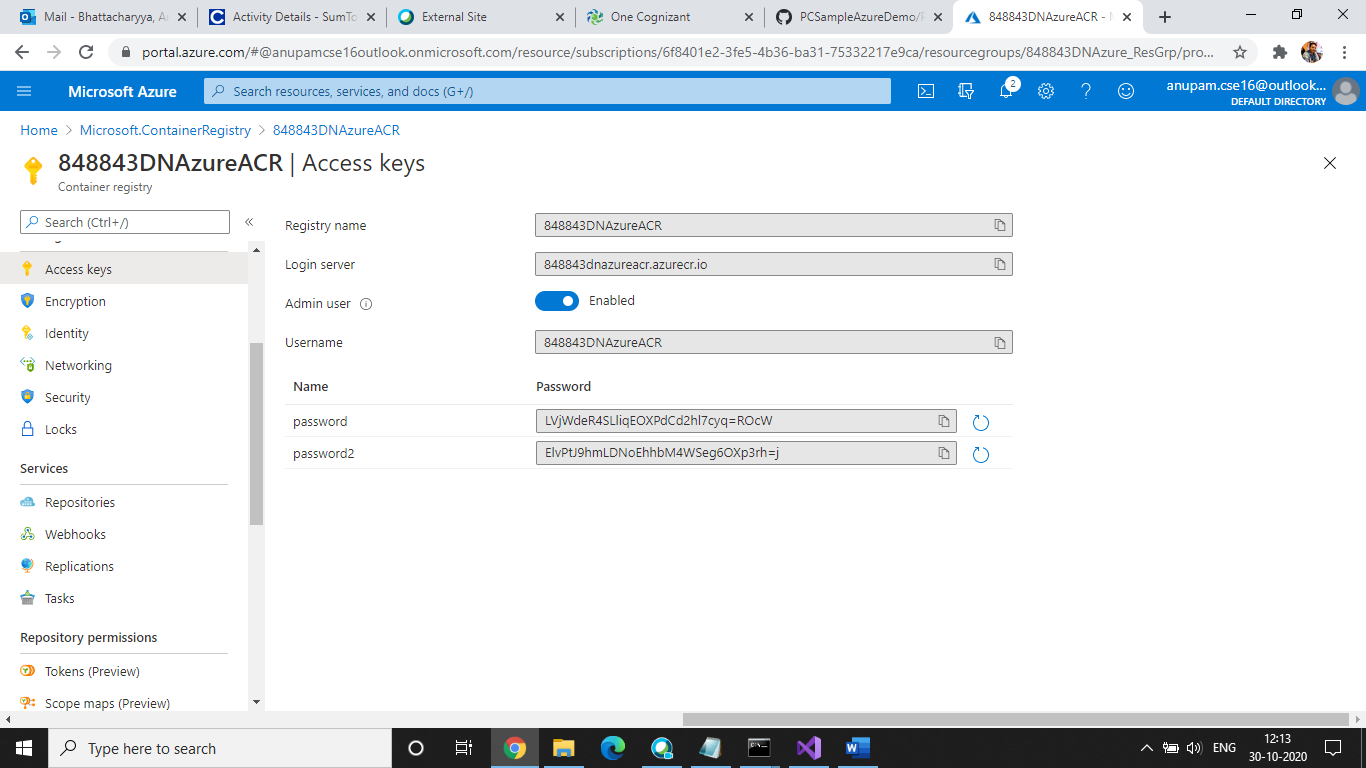 Mail - Bhattacharyya, A
Activity Details - SumTo
External Site
One Cognizant
PCSampleAzureDemo/P
848843DNAzureACR - M
portal.azure.com/#@anupamcse16outlook.onmicrosoft.com/resource/subscriptions/6f8401e2-3fe5-4b36-ba31-75332217e9ca/resourcegroups/848843DNAzure_ResGrp/pro...
Microsoft Azure
Search resources, services, and docs (G+/)
2
anupam.cse16@outlook...
DEFAULT DIRECTORY
Home > Microsoft.ContainerRegistry > 848843DNAzureACR
848843DNAzureACR | Access keys
Container registry
Search (Ctrl+/)
«
Access keys
Encryption
Identity
Networking
Security
Locks
Services
Repositories
Webhooks
Replications
Tasks
Repository permissions
Tokens (Preview)
Scope maps (Preview)
Registry name
848843DNAzureACR
Login server
848843dnazureacr.azurecr.io
Admin user
Enabled
Username
848843DNAzureACR
Name Password
password LVjWdeR4SLliqEOXPdCd2hl7cyq=ROcW
password2 ElvPtJ9hmLDNoEhhbM4WSeg6OXp3rh=j
Type here to search
ENG
12:13
30-10-2020